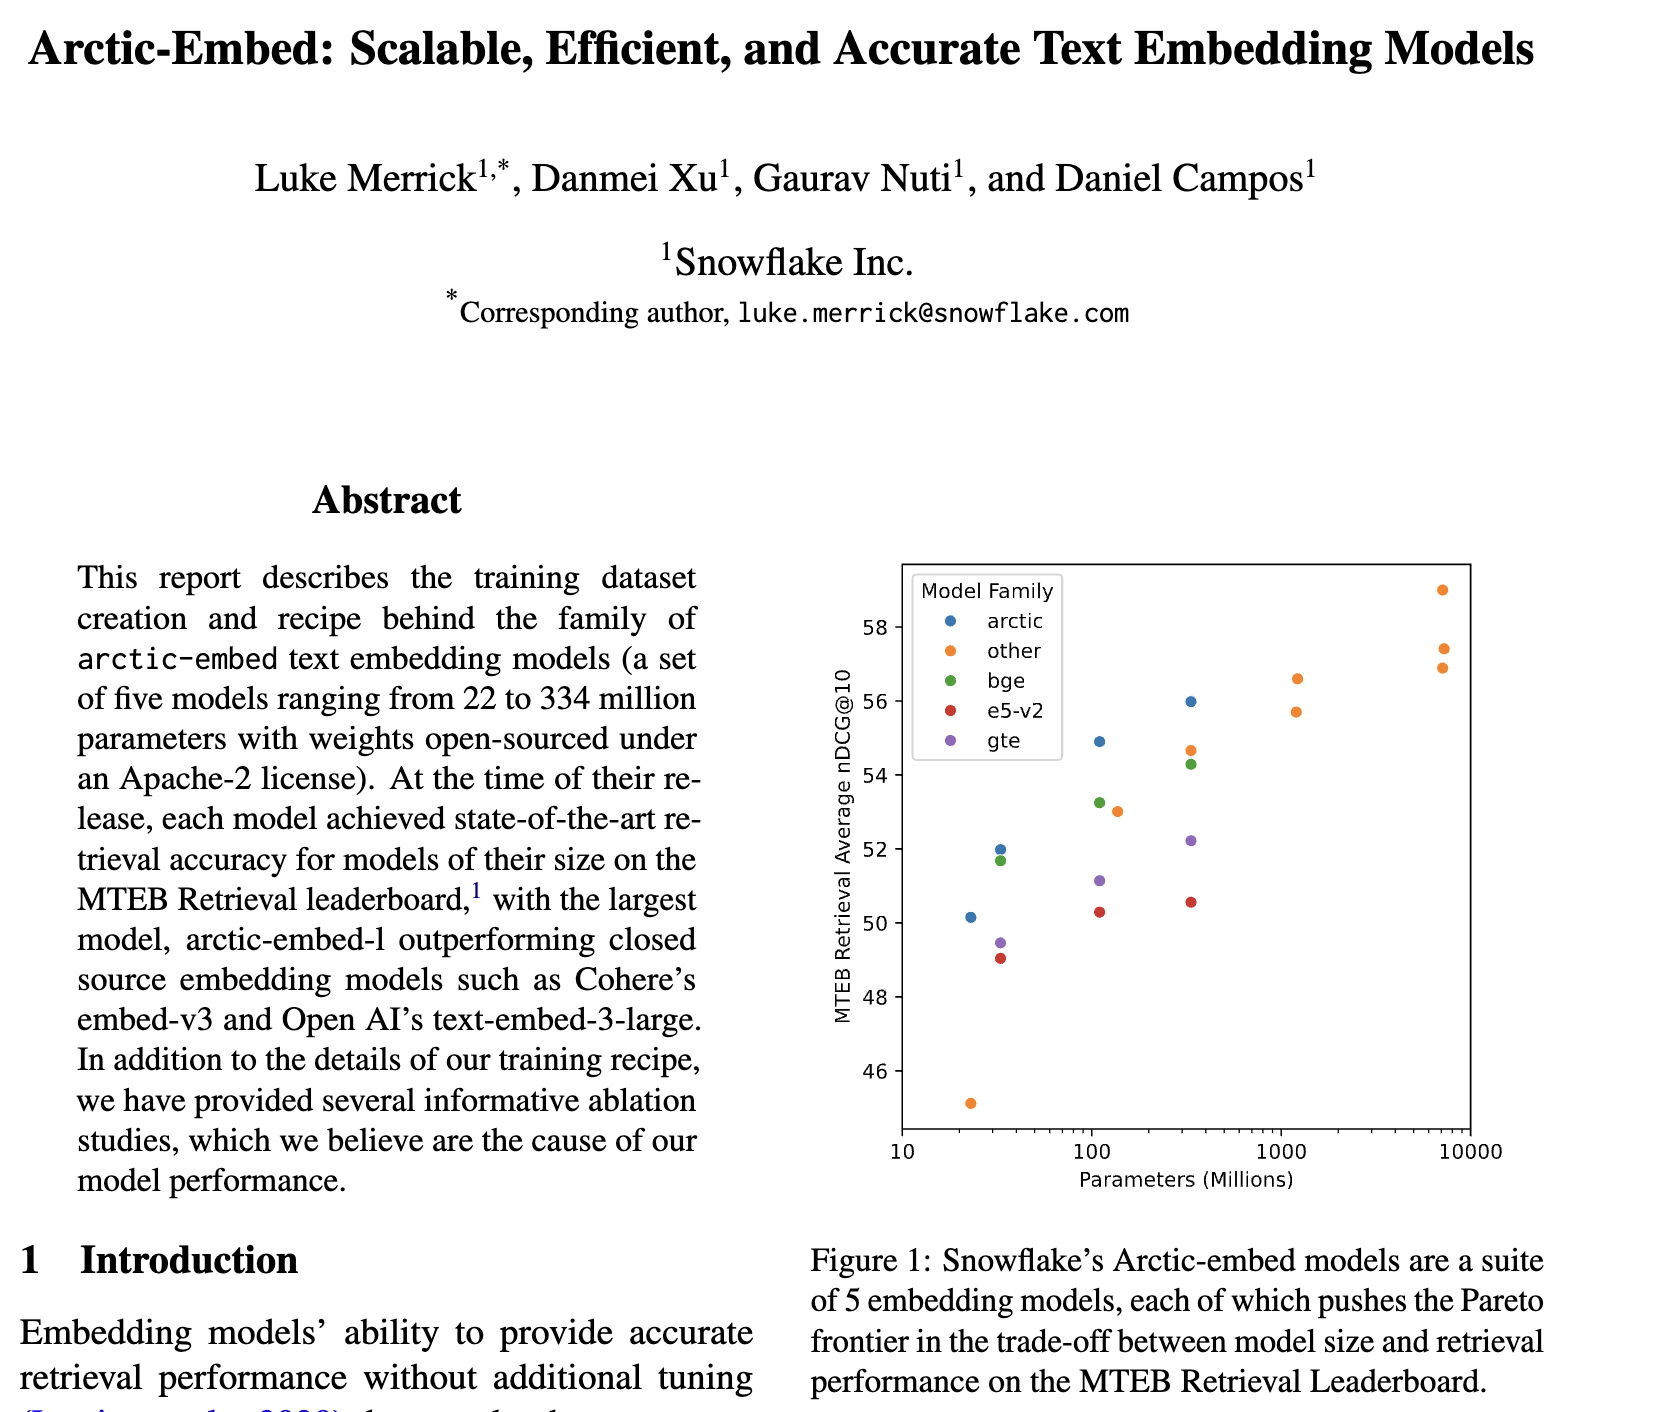 Arctic-Embed: Scalable, Efficient, and Accurate Text Embedding Models
Luke Merrick1,*, Danmei Xu1, Gaurav Nuti1, and Daniel Campos1
1Snowflake Inc.
*Corresponding author, luke.merrick@snowflake.com
Abstract
This report describes the training dataset
creation and recipe behind the family of
arctic-embed text embedding models (a set
of five models ranging from 22 to 334 million
parameters with weights open-sourced under
an Apache-2 license). At the time of their re-
lease, each model achieved state-of-the-art re-
trieval accuracy for models of their size on the
MTEB Retrieval leaderboard,1 with the largest
model, arctic-embed-l outperforming closed
source embedding models such as Cohere's
embed-v3 and Open AI's text-embed-3-large.
In addition to the details of our training recipe,
we have provided several informative ablation
studies, which we believe are the cause of our
model performance.
1 Introduction
Embedding models' ability to provide accurate
retrieval performance without additional tuning
Model Family
arctic
other
bge
e5-v2
gte
MTEB Retrieval Average nDCG@10
58
56
54
52
50
48
46
10
100
1000
10000
Parameters (Millions)
Figure 1: Snowflake's Arctic-embed models are a suite
of 5 embedding models, each of which pushes the Pareto
frontier in the trade-off between model size and retrieval
performance on the MTEB Retrieval Leaderboard.